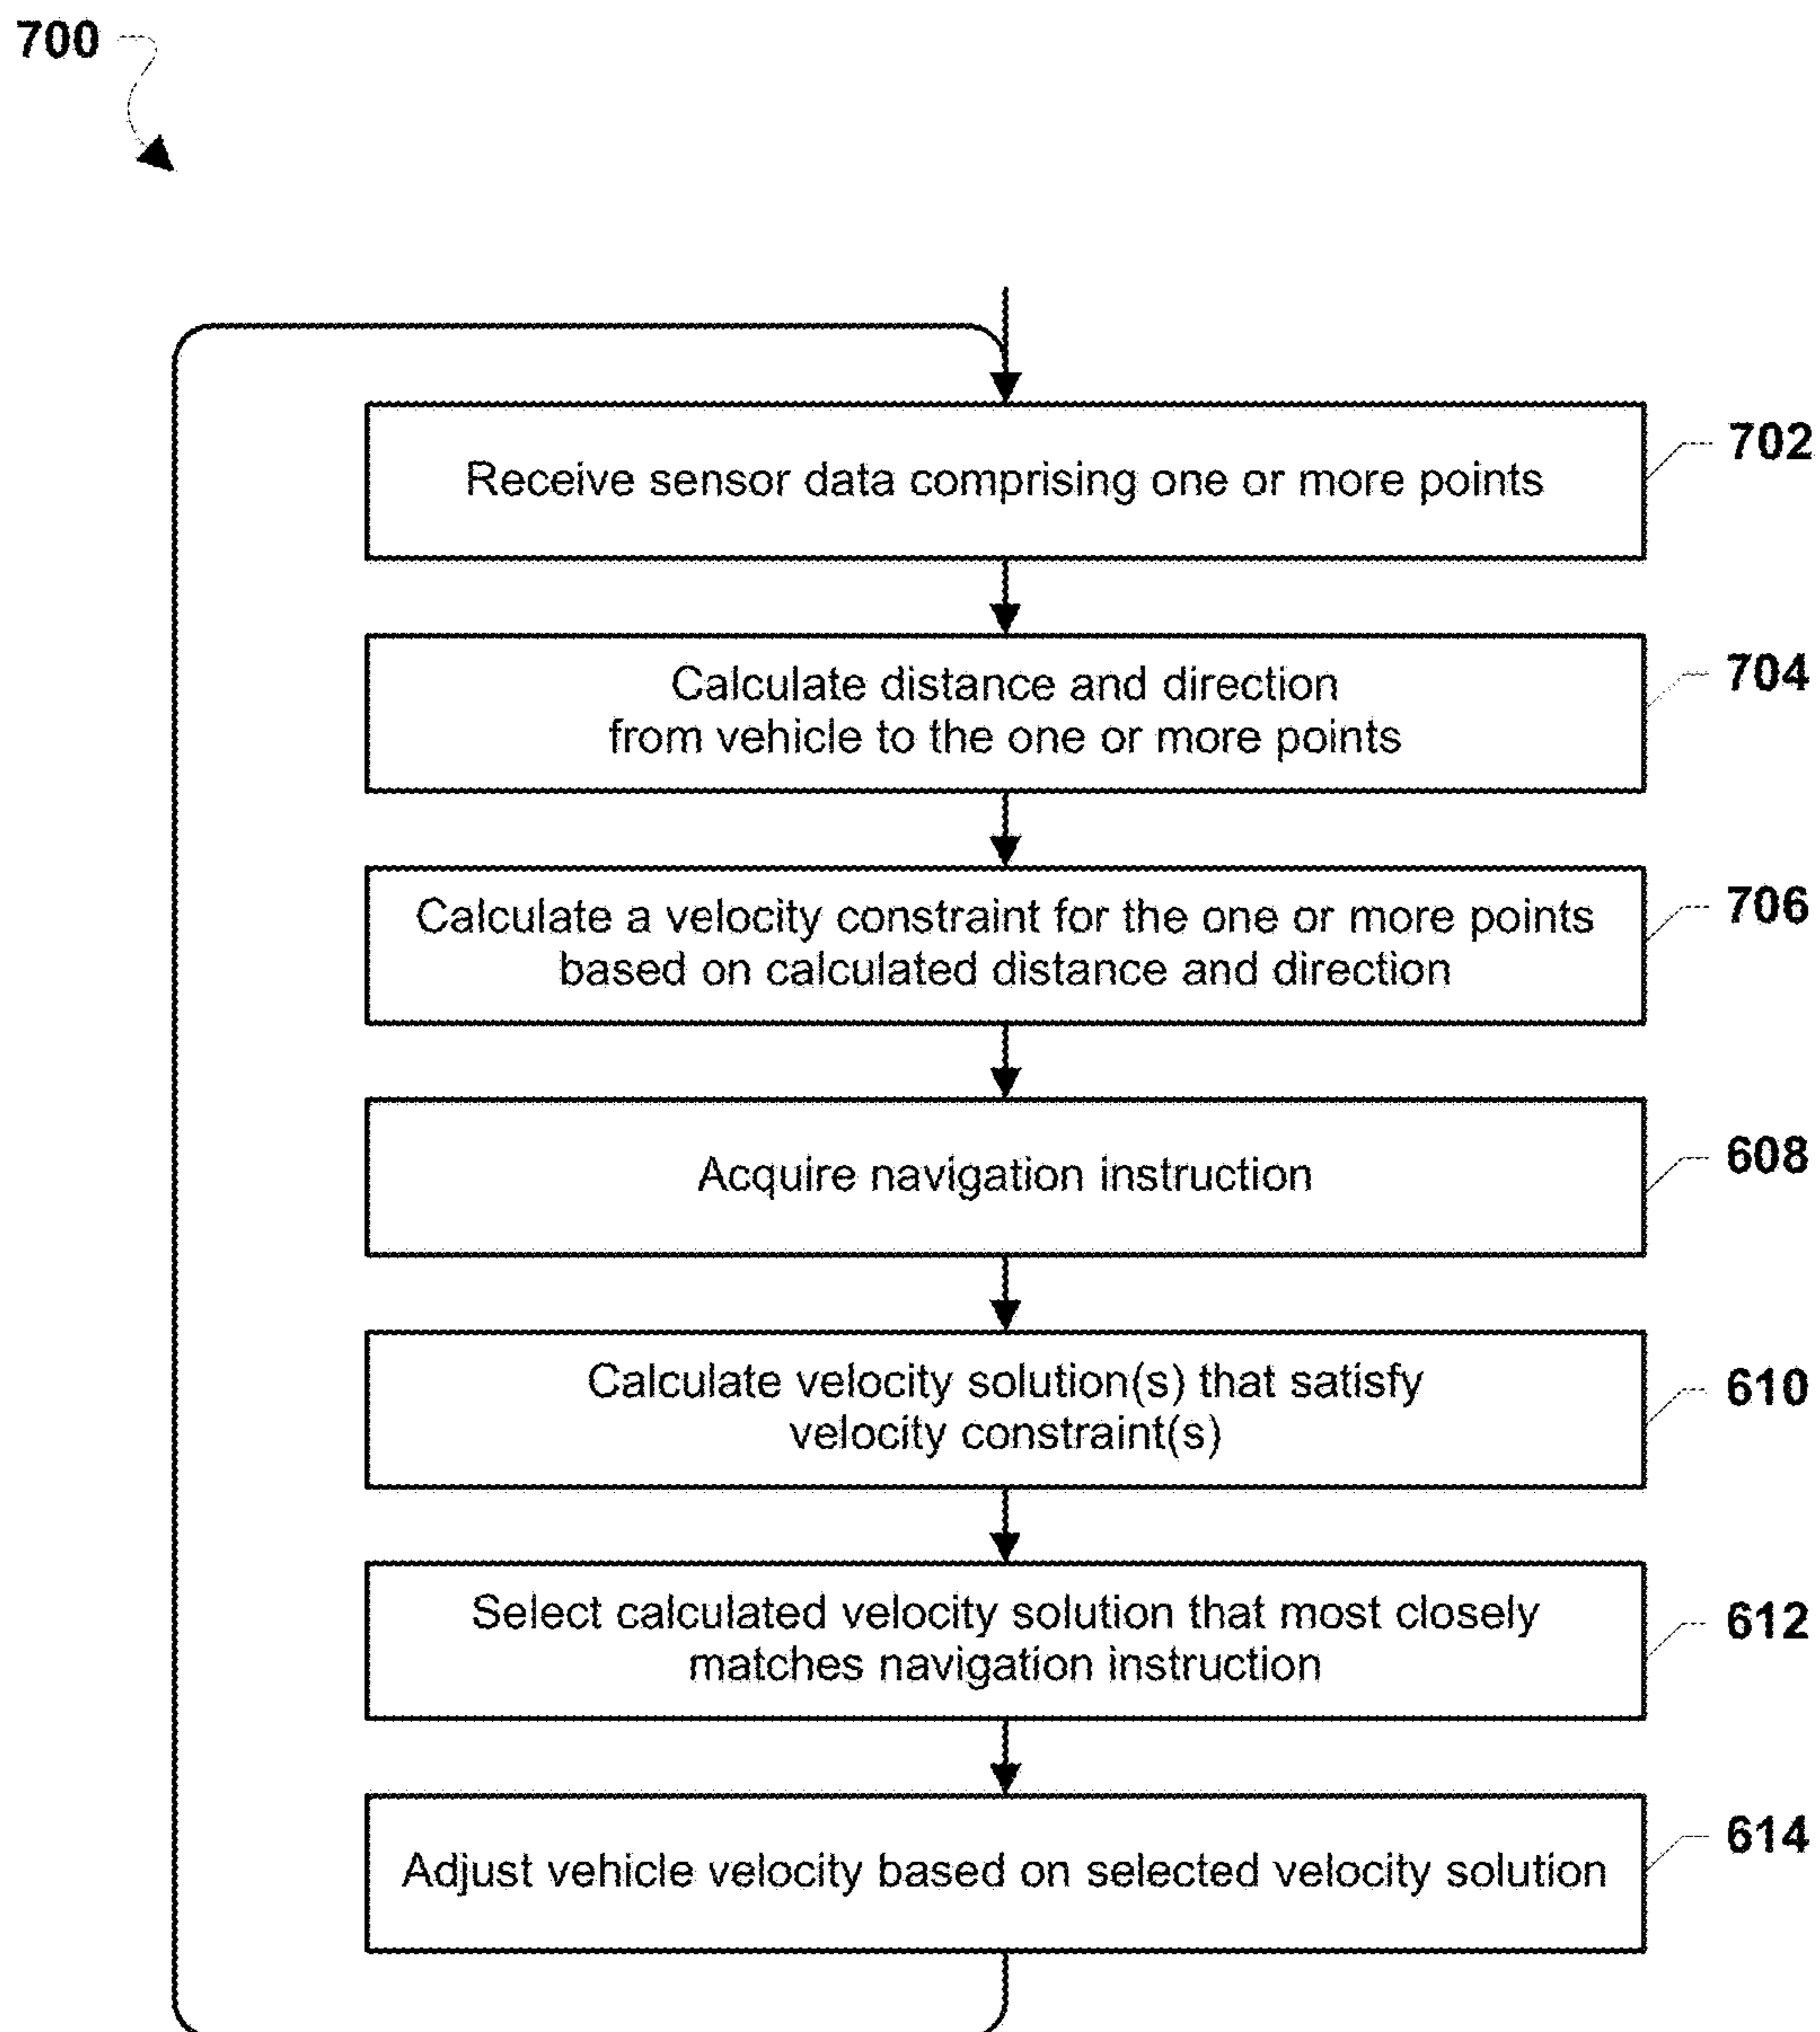 700
Receive sensor data comprising one or more points
702
Calculate distance and direction
from vehicle to the one or more points
704
Calculate a velocity constraint for the one or more points
based on calculated distance and direction
706
Acquire navigation instruction
608
Calculate velocity solution(s) that satisfy
velocity constraint(s)
610
Select calculated velocity solution that most closely
matches navigation instruction
612
Adjust vehicle velocity based on selected velocity solution
614